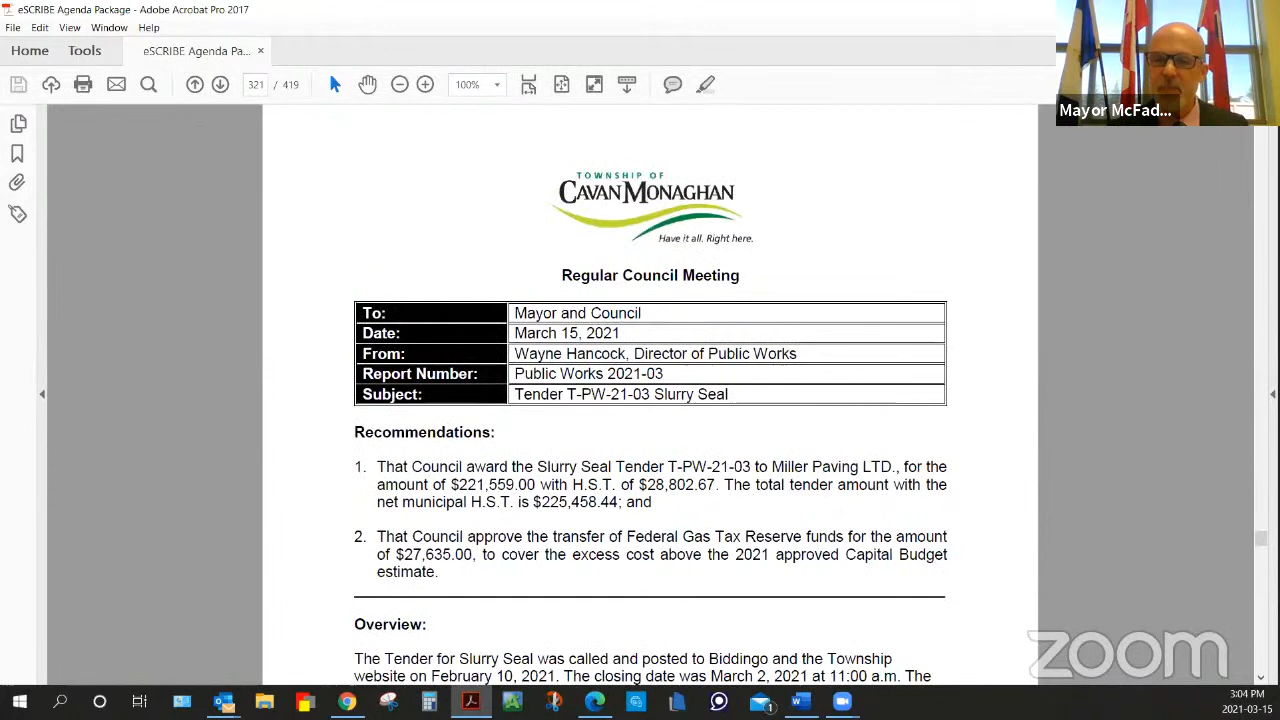 eSCRIBE Agenda Package - Adobe Acrobat Pro 2017
File Edit View Window Help
Home Tools eSCRIBE Agenda Pa... ×
321 / 419 100%
Mayor McFad...
TOWNSHIP OF
CAVAN MONAGHAN
Have it all. Right here.
Regular Council Meeting
To: Mayor and Council
Date: March 15, 2021
From: Wayne Hancock, Director of Public Works
Report Number: Public Works 2021-03
Subject: Tender T-PW-21-03 Slurry Seal
Recommendations:
1. That Council award the Slurry Seal Tender T-PW-21-03 to Miller Paving LTD., for the
amount of $221,559.00 with H.S.T. of $28,802.67. The total tender amount with the
net municipal H.S.T. is $225,458.44; and
2. That Council approve the transfer of Federal Gas Tax Reserve funds for the amount
of $27,635.00, to cover the excess cost above the 2021 approved Capital Budget
estimate.
Overview:
The Tender for Slurry Seal was called and posted to Biddingo and the Township
website on February 10, 2021. The closing date was March 2, 2021 at 11:00 a.m. The
zoom
3:04 PM
2021-03-15